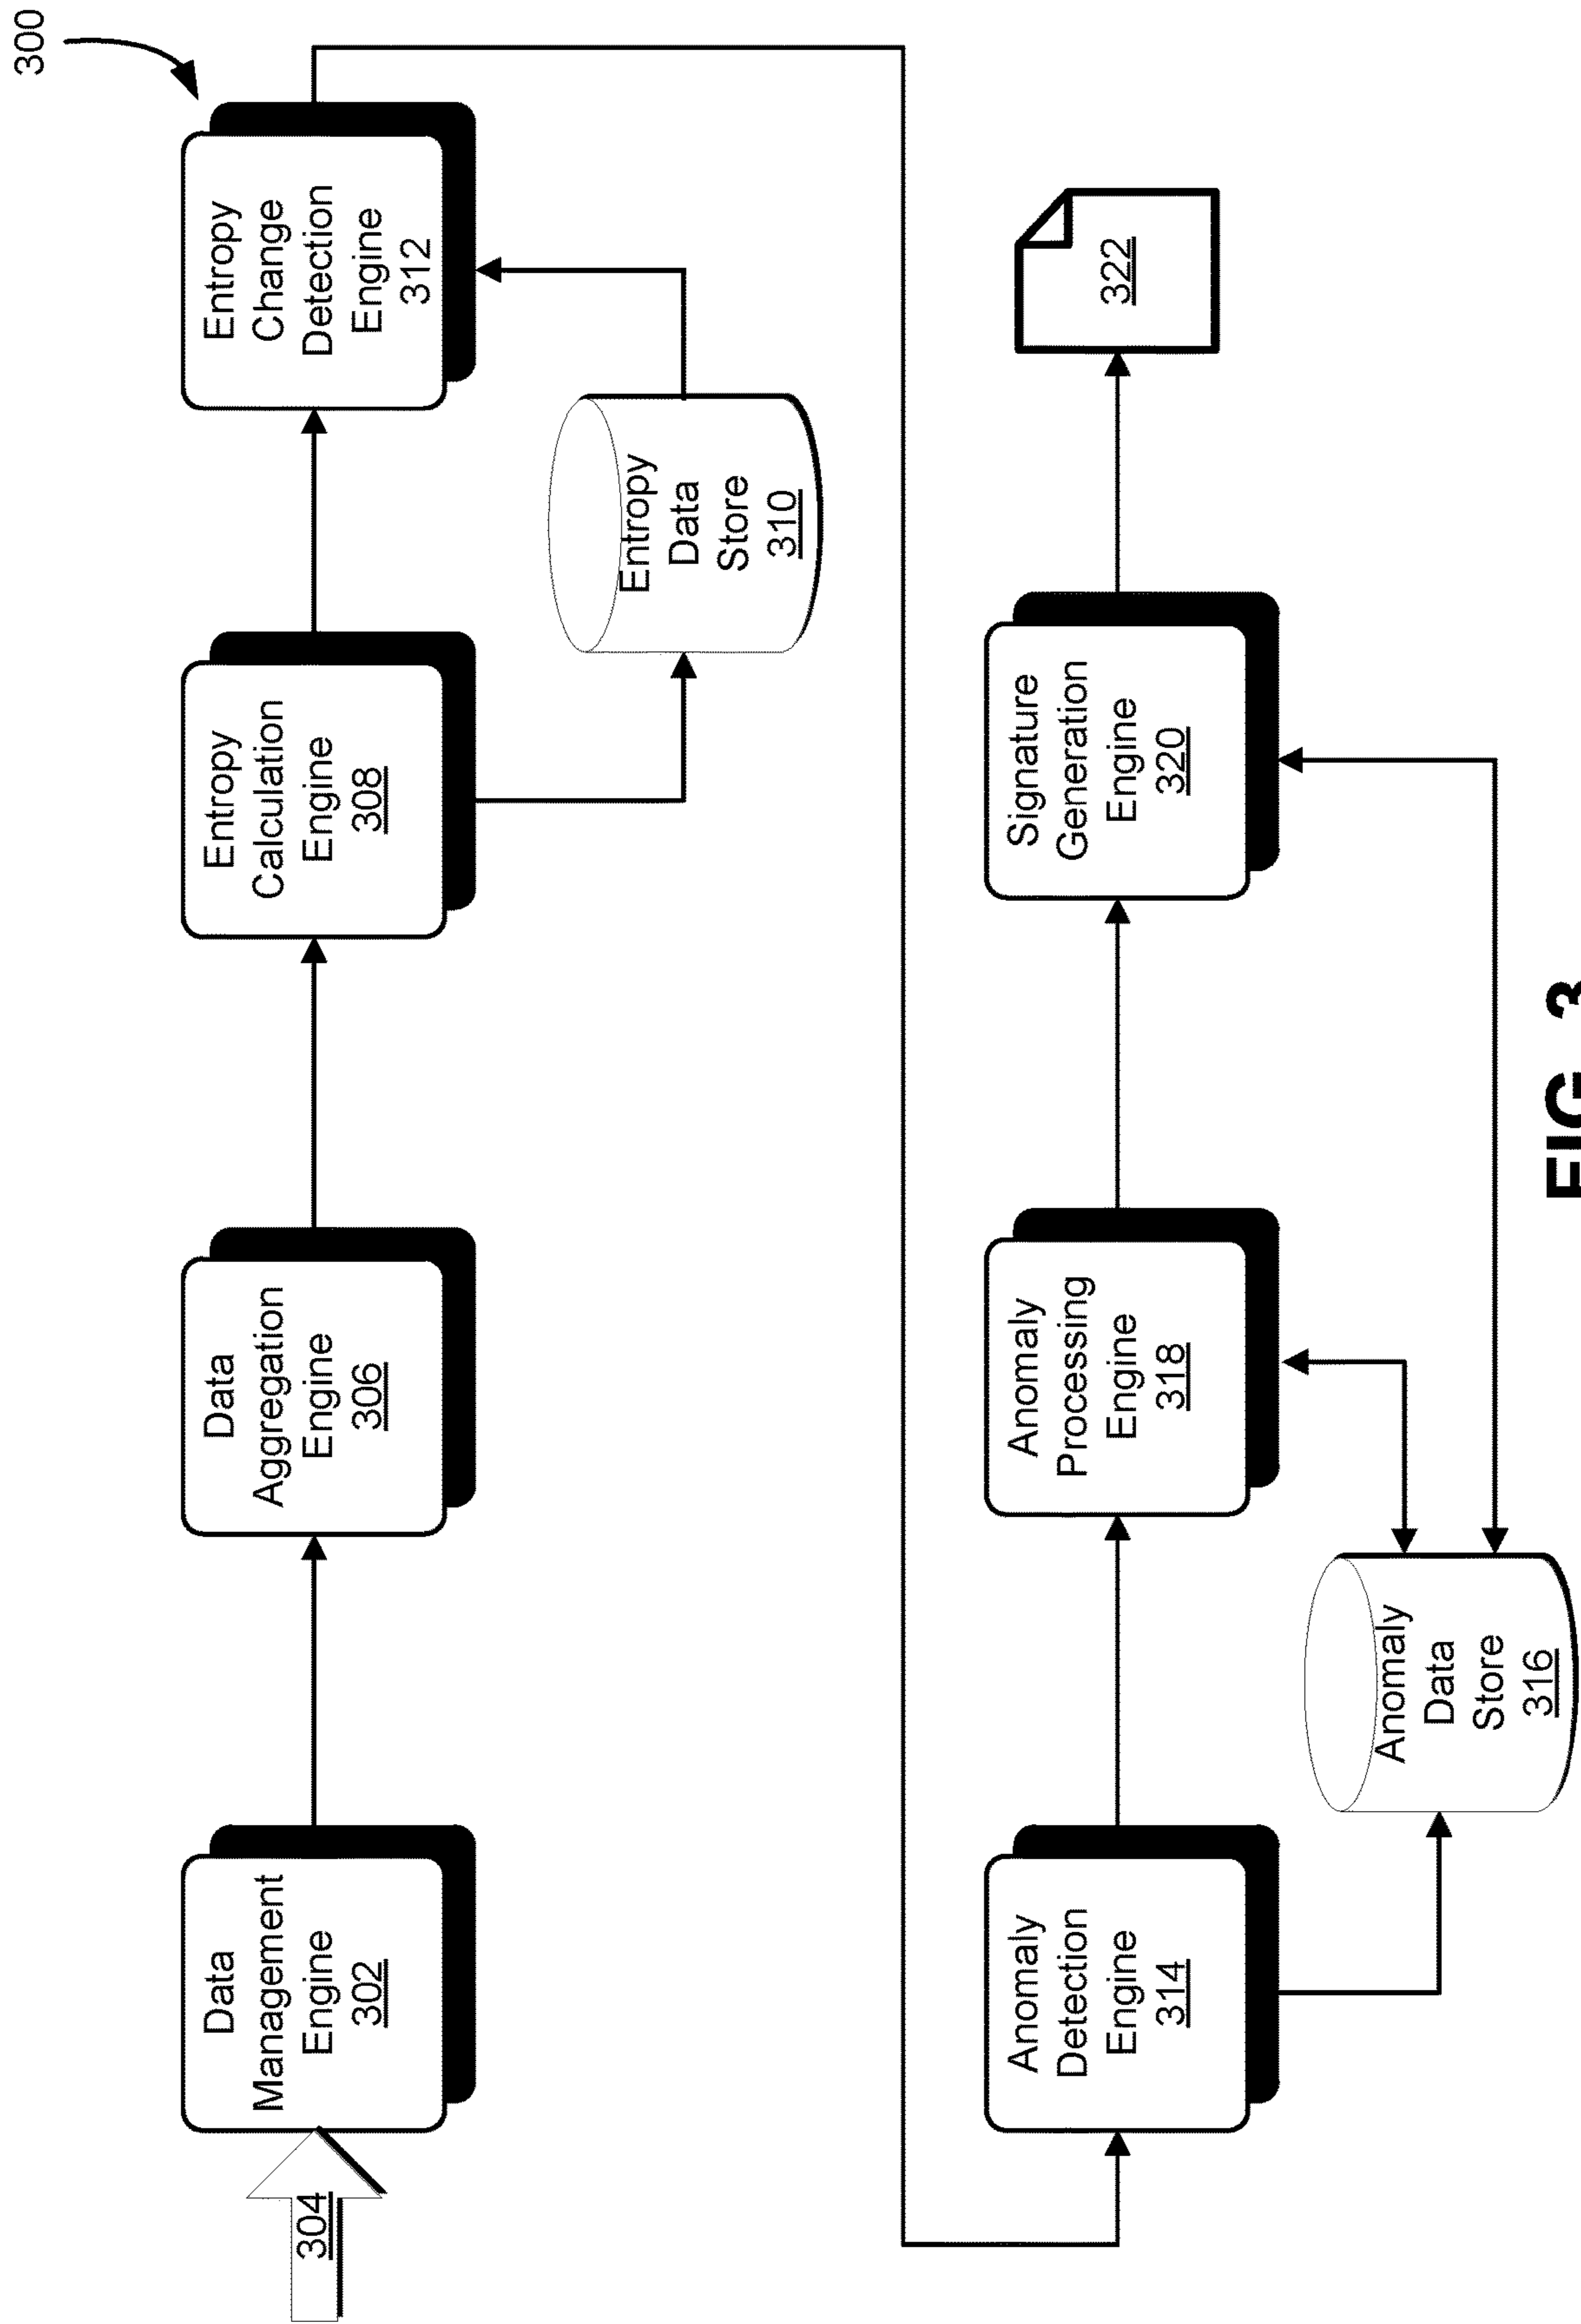 300
304
Data
Management
Engine
302
Data
Aggregation
Engine
306
Entropy
Calculation
Engine
308
Entropy
Change
Detection
Engine
312
Entropy
Data
Store
310
Anomaly
Detection
Engine
314
Anomaly
Processing
Engine
318
Signature
Generation
Engine
320
322
Anomaly
Data
Store
316
FIG. 3